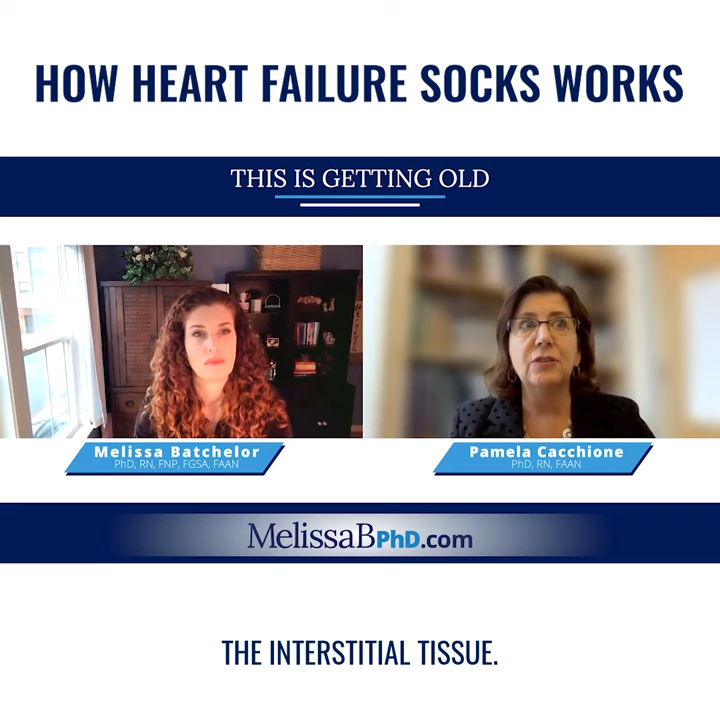 HOW HEART FAILURE SOCKS WORKS
THIS IS GETTING OLD
Melissa Batchelor
PhD, RN, FNP, FGSA, FAAN
Pamela Cacchione
PhD, RN, FAAN
MelissaBPhD.com
THE INTERSTITIAL TISSUE.